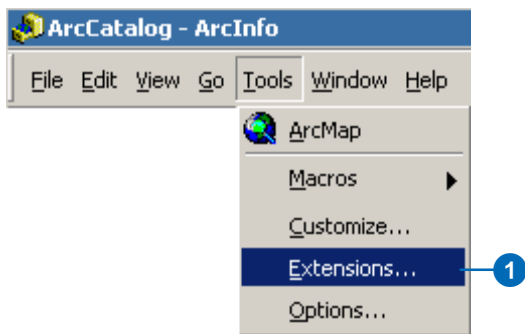 ArcCatalog - ArcInfo
File Edit View Go Tools Window Help
ArcMap
Macros
Customize...
Extensions... 1
Options...